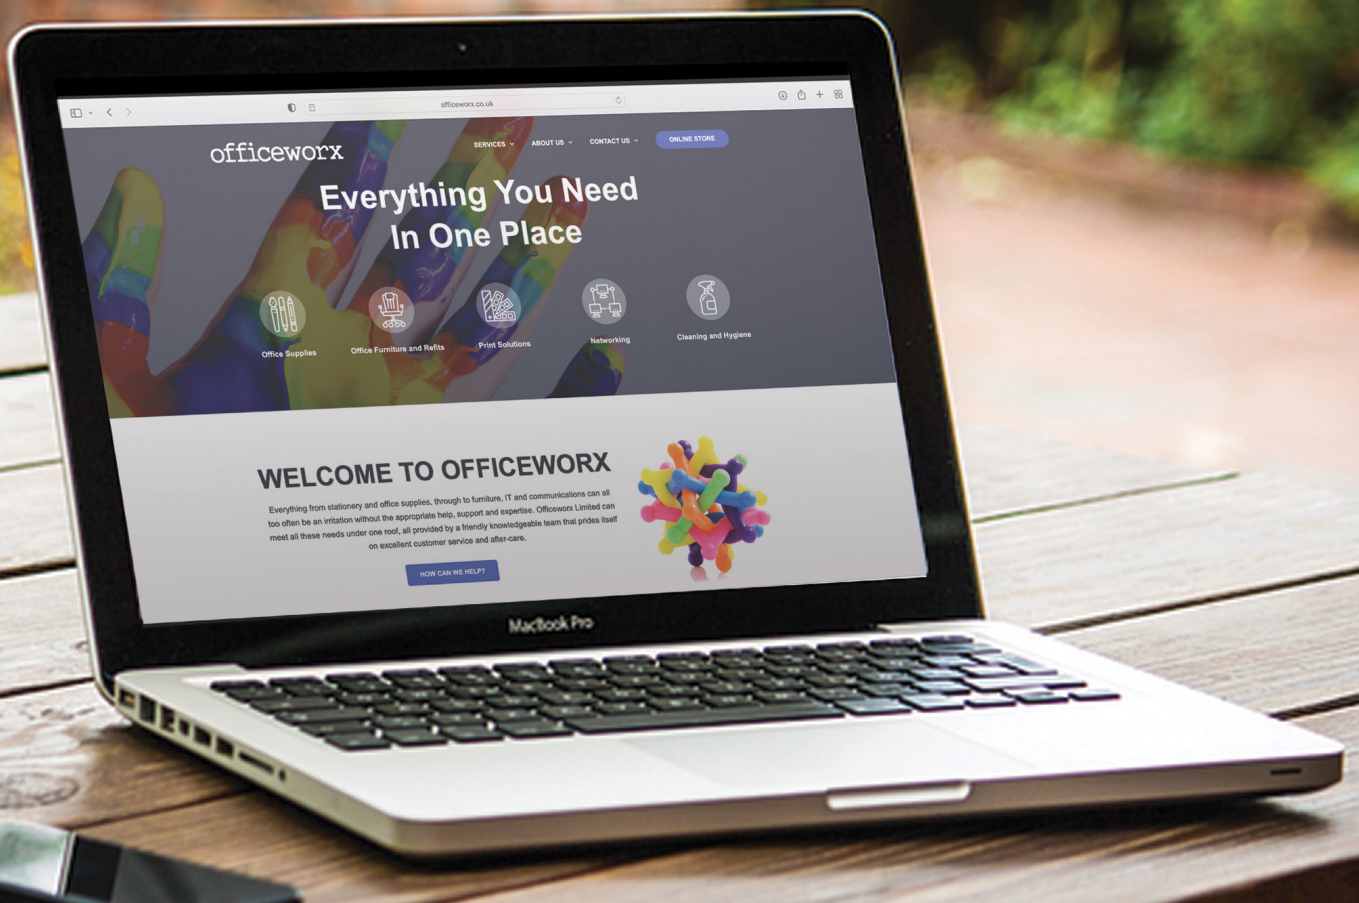 officeworx.co.uk
officeworx
SERVICES
ABOUT US
CONTACT US
ONLINE STORE
Everything You Need
In One Place
Office Supplies
Office Furniture and Refits
Print Solutions
Networking
Cleaning and Hygiene
WELCOME TO OFFICEWORX
Everything from stationery and office supplies, through to furniture, IT and communications can all
too often be an irritation without the appropriate help, support and expertise. Officeworx Limited can
meet all these needs under one roof, all provided by a friendly knowledgeable team that prides itself
on excellent customer service and after-care.
HOW CAN WE HELP?
MacBook Pro